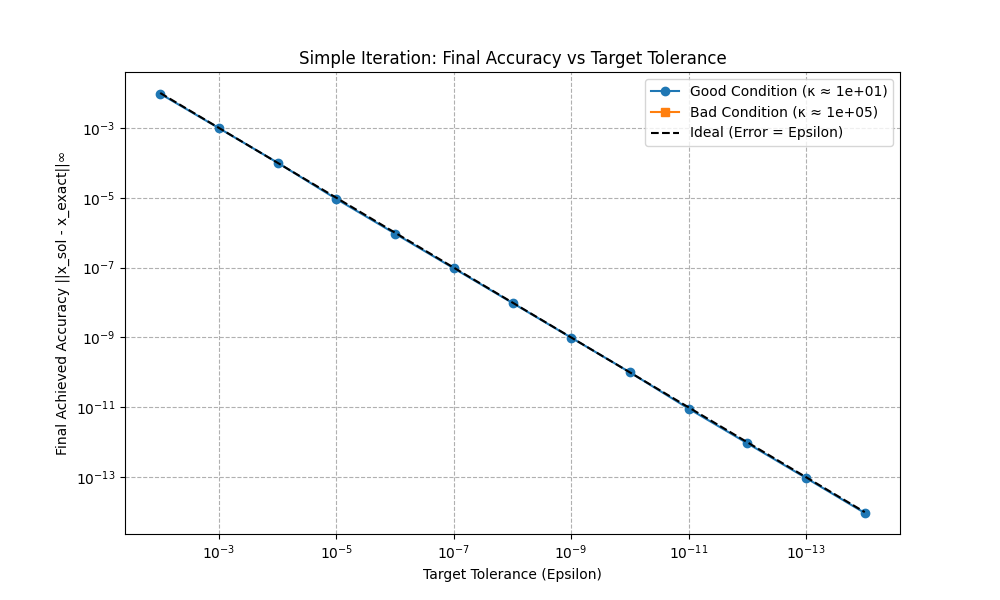 Simple Iteration: Final Accuracy vs Target Tolerance
Good Condition (κ ≈ 1e+01)
Bad Condition (κ ≈ 1e+05)
Ideal (Error = Epsilon)
Final Achieved Accuracy ||x_sol - x_exact||∞
10⁻³
10⁻⁵
10⁻⁷
10⁻⁹
10⁻¹¹
10⁻¹³
10⁻³ 10⁻⁵ 10⁻⁷ 10⁻⁹ 10⁻¹¹ 10⁻¹³
Target Tolerance (Epsilon)